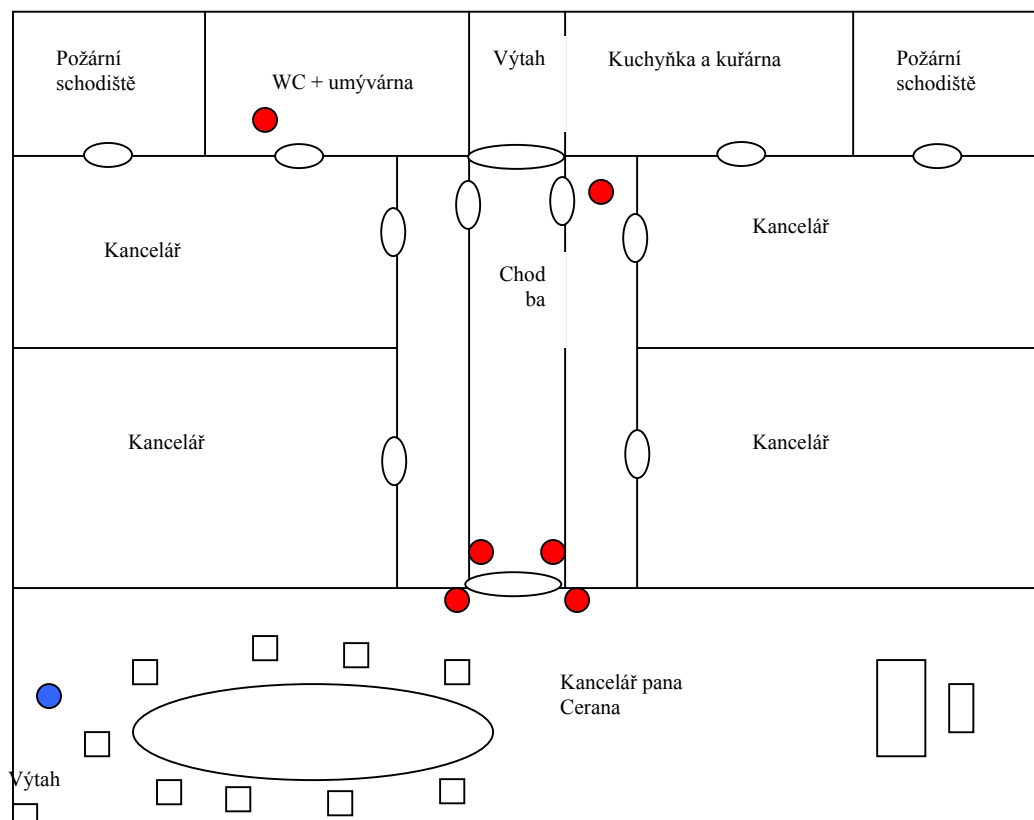 Požární
schodiště
WC + umývárna
Výtah
Kuchyňka a kuřárna
Požární
schodiště
Kancelář
Chod
ba
Kancelář
Kancelář
Kancelář
Kancelář pana
Cerana
Výtah